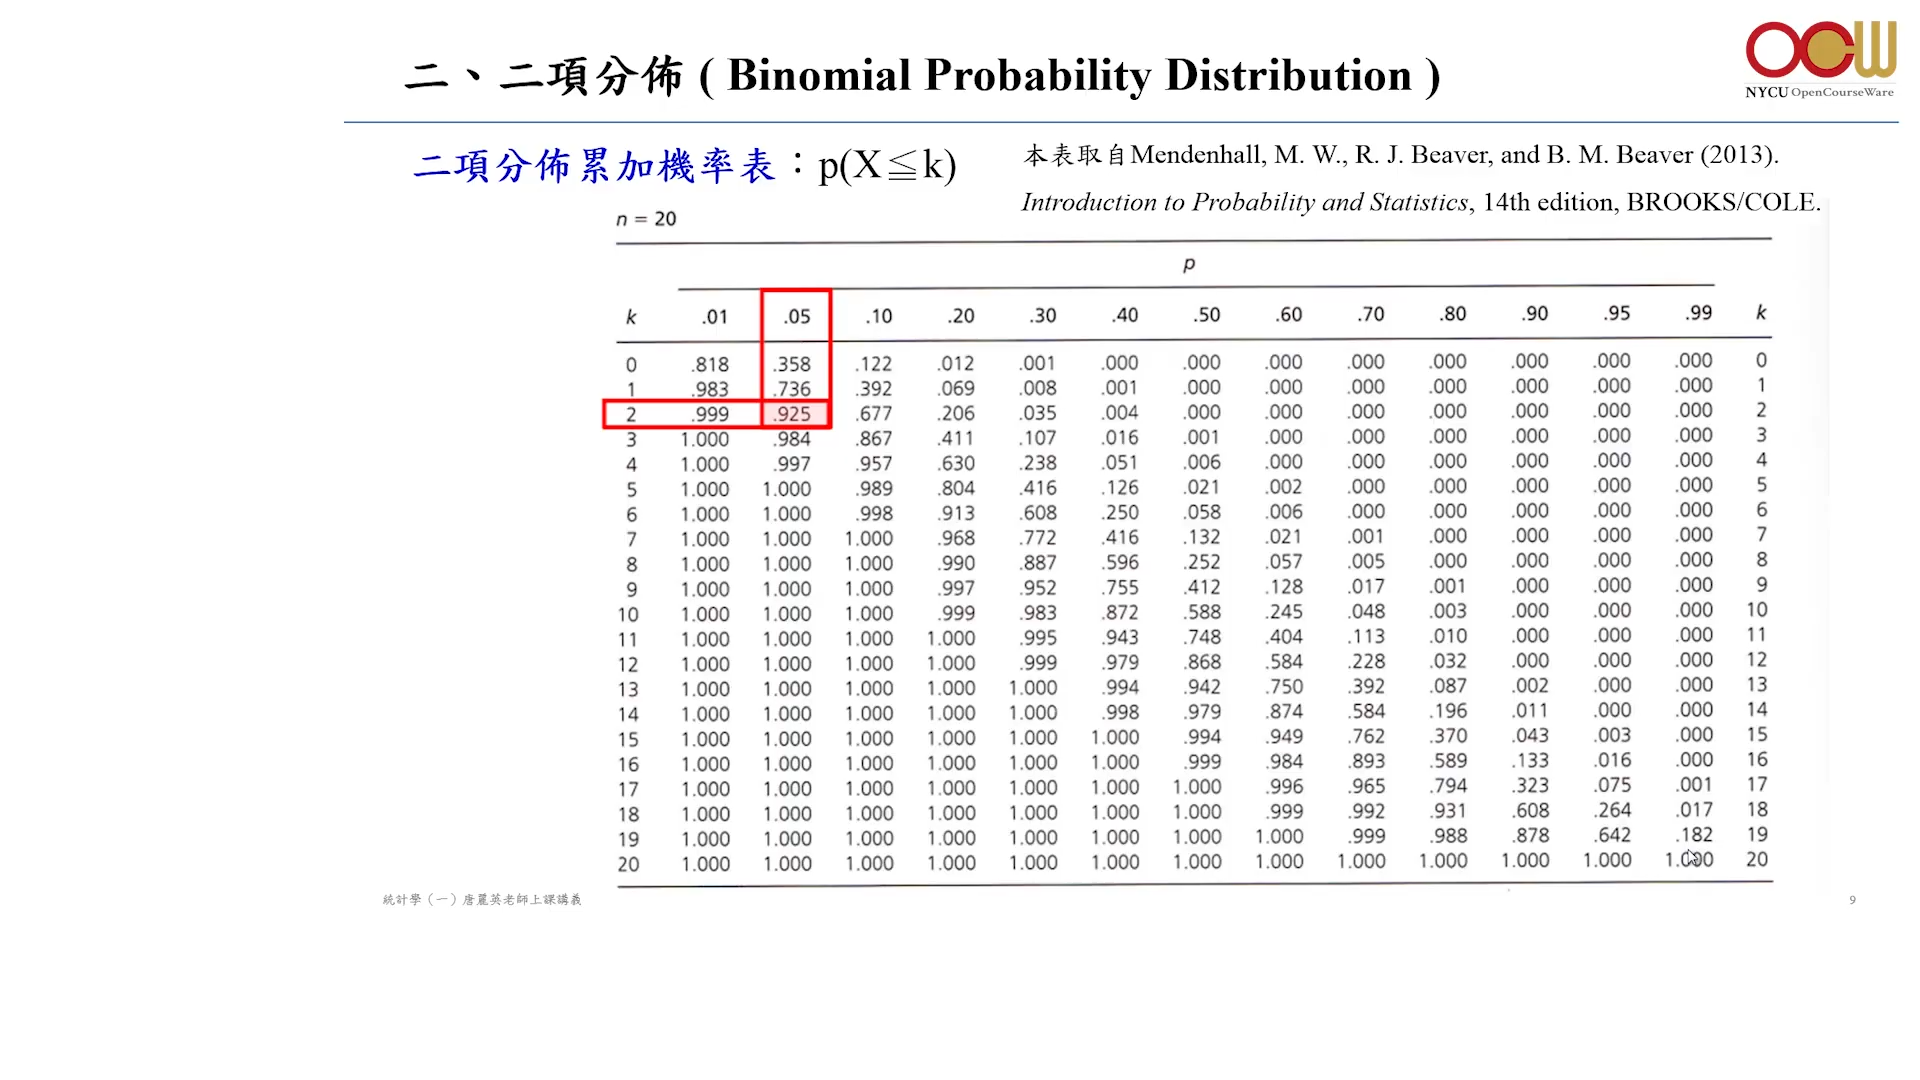 二、二項分佈 ( Binomial Probability Distribution )
OCW
NYCU OpenCourseWare
二項分佈累加機率表：p(X≦k)
本表取自Mendenhall, M. W., R. J. Beaver, and B. M. Beaver (2013).
Introduction to Probability and Statistics, 14th edition, BROOKS/COLE.
n = 20
p
k .01 .05 .10 .20 .30 .40 .50 .60 .70 .80 .90 .95 .99 k
0 .818 .358 .122 .012 .001 .000 .000 .000 .000 .000 .000 .000 .000 0
1 .983 .736 .392 .069 .008 .001 .000 .000 .000 .000 .000 .000 .000 1
2 .999 .925 .677 .206 .035 .004 .000 .000 .000 .000 .000 .000 .000 2
3 1.000 .984 .867 .411 .107 .016 .001 .000 .000 .000 .000 .000 .000 3
4 1.000 .997 .957 .630 .238 .051 .006 .000 .000 .000 .000 .000 .000 4
5 1.000 1.000 .989 .804 .416 .126 .021 .002 .000 .000 .000 .000 .000 5
6 1.000 1.000 .998 .913 .608 .250 .058 .006 .000 .000 .000 .000 .000 6
7 1.000 1.000 1.000 .968 .772 .416 .132 .021 .001 .000 .000 .000 .000 7
8 1.000 1.000 1.000 .990 .887 .596 .252 .057 .005 .000 .000 .000 .000 8
9 1.000 1.000 1.000 .997 .952 .755 .412 .128 .017 .001 .000 .000 .000 9
10 1.000 1.000 1.000 .999 .983 .872 .588 .245 .048 .003 .000 .000 .000 10
11 1.000 1.000 1.000 1.000 .995 .943 .748 .404 .113 .010 .000 .000 .000 11
12 1.000 1.000 1.000 1.000 .999 .979 .868 .584 .228 .032 .000 .000 .000 12
13 1.000 1.000 1.000 1.000 1.000 .994 .942 .750 .392 .087 .002 .000 .000 13
14 1.000 1.000 1.000 1.000 1.000 .998 .979 .874 .584 .196 .011 .000 .000 14
15 1.000 1.000 1.000 1.000 1.000 1.000 .994 .949 .762 .370 .043 .003 .000 15
16 1.000 1.000 1.000 1.000 1.000 1.000 .999 .984 .893 .589 .133 .016 .000 16
17 1.000 1.000 1.000 1.000 1.000 1.000 1.000 .996 .965 .794 .323 .075 .001 17
18 1.000 1.000 1.000 1.000 1.000 1.000 1.000 .999 .992 .931 .608 .264 .017 18
19 1.000 1.000 1.000 1.000 1.000 1.000 1.000 1.000 .999 .988 .878 .642 .182 19
20 1.000 1.000 1.000 1.000 1.000 1.000 1.000 1.000 1.000 1.000 1.000 1.000 1.000 20
統計學（一）唐麗英老師上課講義
9